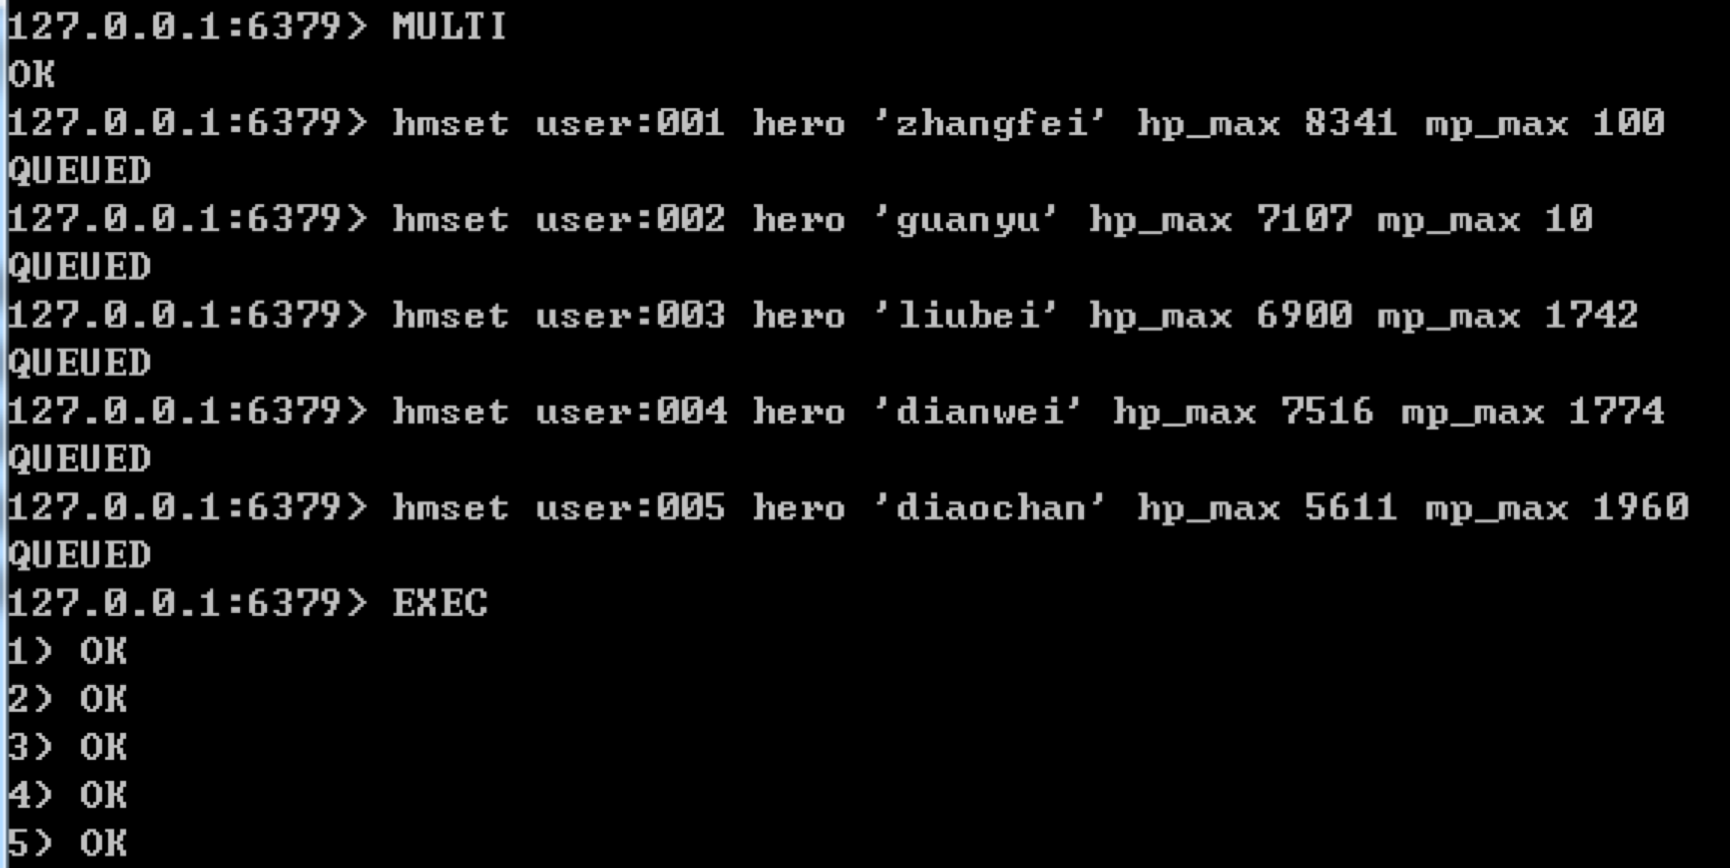 127.0.0.1:6379> MULTI
OK
127.0.0.1:6379> hmset user:001 hero 'zhangfei' hp_max 8341 mp_max 100
QUEUED
127.0.0.1:6379> hmset user:002 hero 'guanyu' hp_max 7107 mp_max 10
QUEUED
127.0.0.1:6379> hmset user:003 hero 'liubei' hp_max 6900 mp_max 1742
QUEUED
127.0.0.1:6379> hmset user:004 hero 'dianwei' hp_max 7516 mp_max 1774
QUEUED
127.0.0.1:6379> hmset user:005 hero 'diaochan' hp_max 5611 mp_max 1960
QUEUED
127.0.0.1:6379> EXEC
1) OK
2) OK
3) OK
4) OK
5) OK